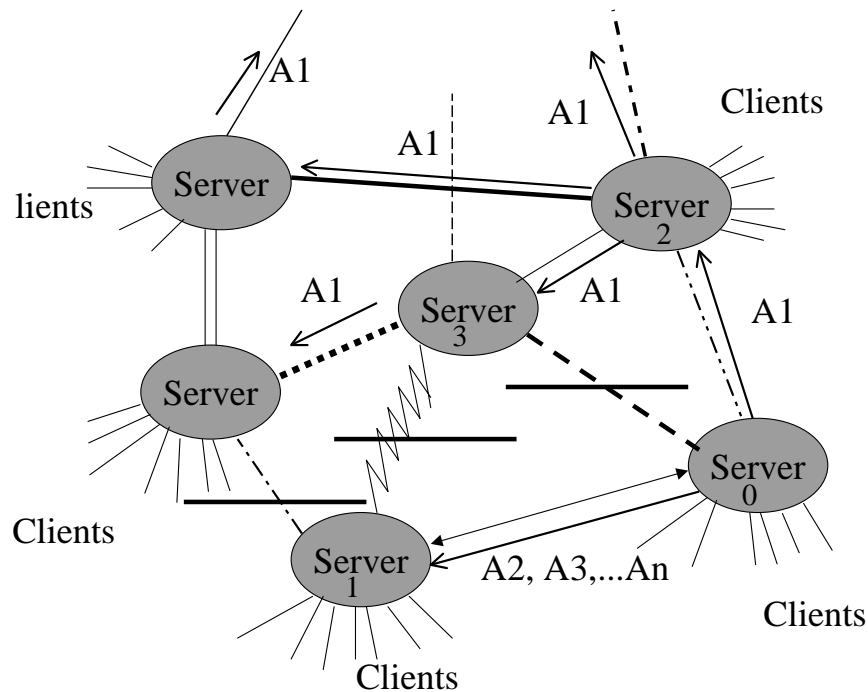 A1
A1
Clients
A1
Server
lients
Server
2
A1
A1
Server
3
A1
Server
Server
0
Clients
Server
1
A2, A3,...An
Clients
Clients